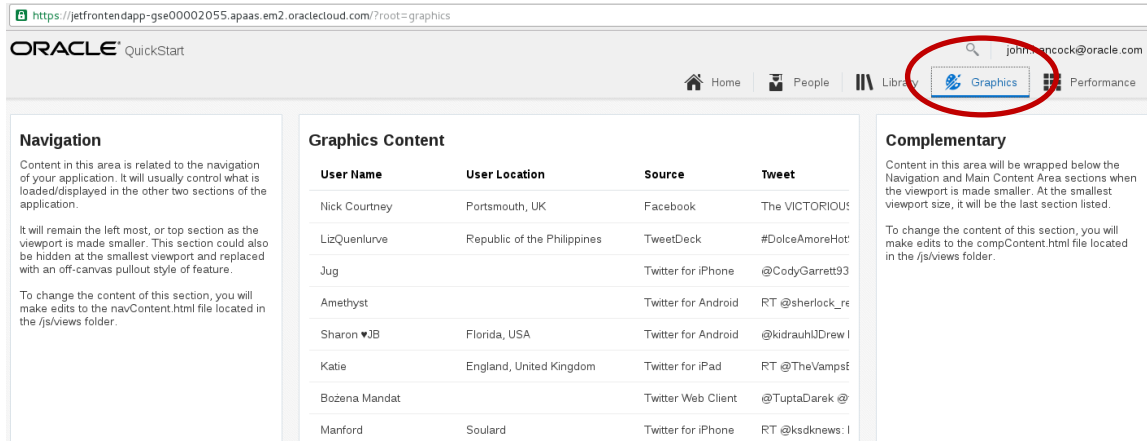 https://jetfrontendapp-gse00002055.apaas.em2.oraclecloud.com/?root=graphics
ORACLE® QuickStart
john.hancock@oracle.com
Home People Library Graphics Performance
Navigation
Content in this area is related to the navigation
of your application. It will usually control what is
loaded/displayed in the other two sections of the
application.
It will remain the left most, or top section as the
viewport is made smaller. This section could also
be hidden at the smallest viewport and replaced
with an off-canvas pullout style of feature.
To change the content of this section, you will
make edits to the navContent.html file located in
the /js/views folder.
Graphics Content
User Name User Location Source Tweet
Nick Courtney Portsmouth, UK Facebook The VICTORIOUS
LizQuenlurve Republic of the Philippines TweetDeck #DolceAmoreHot
Jug Twitter for iPhone @CodyGarrett93
Amethyst Twitter for Android RT @sherlock_re
Sharon ♥JB Florida, USA Twitter for Android @kidrauhlJDrew
Katie England, United Kingdom Twitter for iPad RT @TheVampsB
Bożena Mandat Twitter Web Client @TuptaDarek @
Manford Soulard Twitter for iPhone RT @ksdknews:
Complementary
Content in this area will be wrapped below the
Navigation and Main Content Area sections when
the viewport is made smaller. At the smallest
viewport size, it will be the last section listed.
To change the content of this section, you will
make edits to the compContent.html file located
in the /js/views folder.